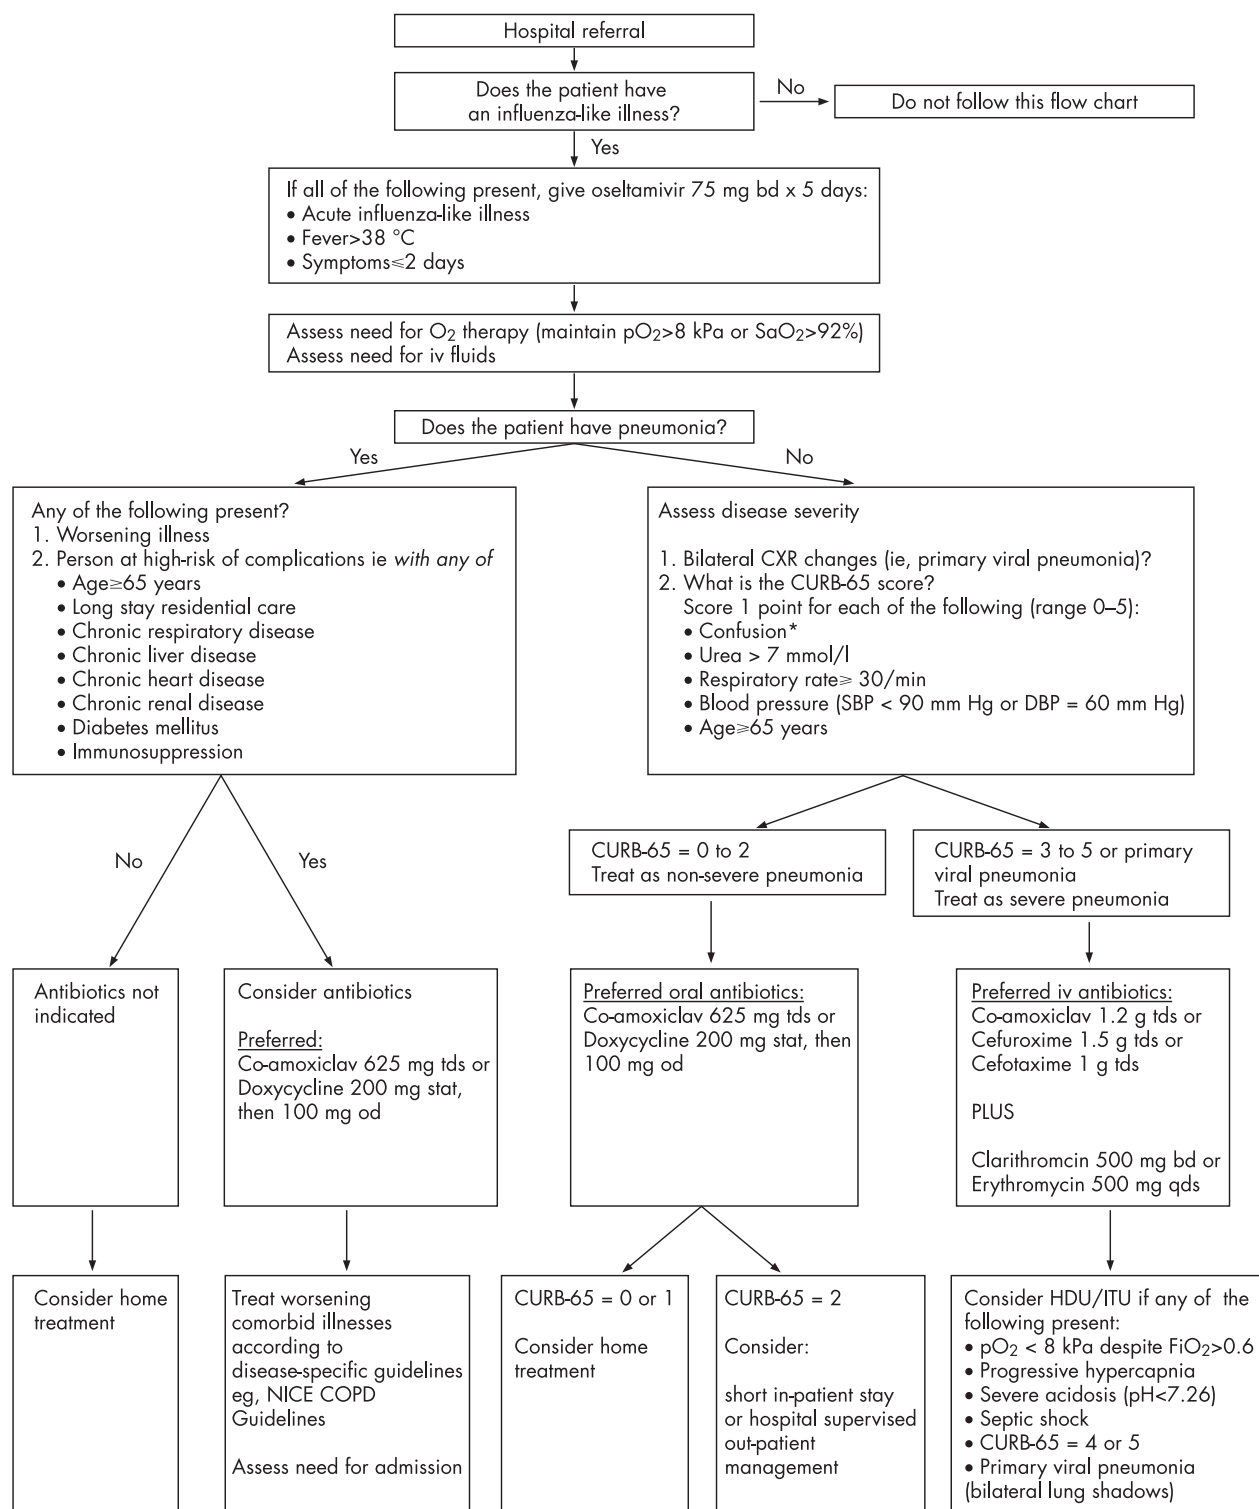 Hospital referral
Does the patient have
an influenza-like illness?
No
Do not follow this flow chart
Yes
If all of the following present, give oseltamivir 75 mg bd x 5 days:
• Acute influenza-like illness
• Fever>38 °C
• Symptoms≤2 days
Assess need for O2 therapy (maintain pO2>8 kPa or SaO2>92%)
Assess need for iv fluids
Does the patient have pneumonia?
Yes
No
Any of the following present?
1. Worsening illness
2. Person at high-risk of complications ie with any of
• Age≥65 years
• Long stay residential care
• Chronic respiratory disease
• Chronic liver disease
• Chronic heart disease
• Chronic renal disease
• Diabetes mellitus
• Immunosuppression
Assess disease severity
1. Bilateral CXR changes (ie, primary viral pneumonia)?
2. What is the CURB-65 score?
Score 1 point for each of the following (range 0–5):
• Confusion*
• Urea > 7 mmol/l
• Respiratory rate≥ 30/min
• Blood pressure (SBP < 90 mm Hg or DBP = 60 mm Hg)
• Age≥65 years
No
Yes
CURB-65 = 0 to 2
Treat as non-severe pneumonia
CURB-65 = 3 to 5 or primary
viral pneumonia
Treat as severe pneumonia
Antibiotics not
indicated
Consider antibiotics
Preferred:
Co-amoxiclav 625 mg tds or
Doxycycline 200 mg stat,
then 100 mg od
Preferred oral antibiotics:
Co-amoxiclav 625 mg tds or
Doxycycline 200 mg stat, then
100 mg od
Preferred iv antibiotics:
Co-amoxiclav 1.2 g tds or
Cefuroxime 1.5 g tds or
Cefotaxime 1 g tds
PLUS
Clarithromcin 500 mg bd or
Erythromycin 500 mg qds
Consider home
treatment
Treat worsening
comorbid illnesses
according to
disease-specific guidelines
eg, NICE COPD
Guidelines
Assess need for admission
CURB-65 = 0 or 1
Consider home
treatment
CURB-65 = 2
Consider:
short in-patient stay
or hospital supervised
out-patient
management
Consider HDU/ITU if any of the
following present:
• pO2 < 8 kPa despite FiO2>0.6
• Progressive hypercapnia
• Severe acidosis (pH<7.26)
• Septic shock
• CURB-65 = 4 or 5
• Primary viral pneumonia
(bilateral lung shadows)